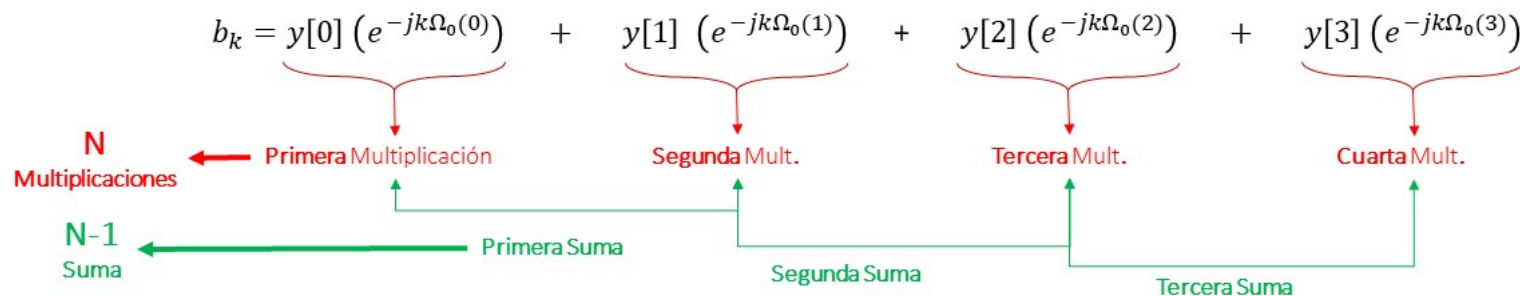 b_k = y[0] (e^{-jkΩ_0(0)}) + y[1] (e^{-jkΩ_0(1)}) + y[2] (e^{-jkΩ_0(2)}) + y[3] (e^{-jkΩ_0(3)})
N
Multiplicaciones
Primera Multiplicación
Segunda Mult.
Tercera Mult.
Cuarta Mult.
N-1
Suma
Primera Suma
Segunda Suma
Tercera Suma